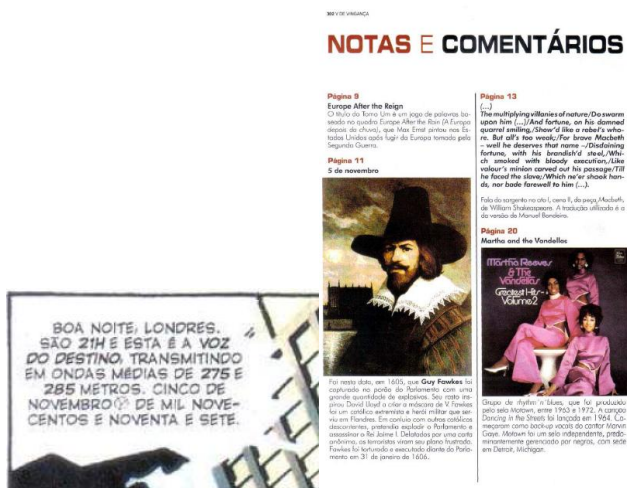 302 V DE VINGANÇA
NOTAS E COMENTÁRIOS
Página 9
Europe After the Reign
O título do Tomo Um é um jogo de palavras ba-
seado no quadro Europe After the Rain (A Europa
depois da chuva), que Max Ernst pintou nos Es-
tados Unidos após fugir da Europa tomada pela
Segunda Guerra.
Página 11
5 de novembro
Foi nesta data, em 1605, que Guy Fawkes foi
capturado no porão do Parlamento com uma
grande quantidade de explosivos. Seu rosto ins-
pirou David Lloyd a criar a máscara de V. Fawkes
foi um católico extremista e herói militar que ser-
viu em Flandres. Em conluio com outros católicos
descontentes, pretendia explodir o Parlamento e
assassinar o Rei Jaime I. Delatados por uma carta
anônima, os terroristas viram seu plano frustrado.
Fawkes foi torturado e executado diante do Parla-
mento em 31 de janeiro de 1606.
Página 13
(...)
The multiplying villanies of nature/Do swarm
upon him (...)/And fortune, on his damned
quarrel smiling,/Show'd like a rebel's who-
re. But all's too weak;/For brave Macbeth
– well he deserves that name –/Disdaining
fortune, with his brandish'd steel,/Whi-
ch smoked with bloody execution,/Like
valour's minion carved out his passage/Till
he faced the slave;/Which ne'er shook han-
ds, nor bade farewell to him (...).
Fala do sargento no ato I, cena II, da peça Macbeth,
de William Shakespeare. A tradução utilizada é a
da versão de Manuel Bandeira.
Página 20
Martha and the Vandellas
Martha Reeves
& The
Vandellas
Greatest Hits
Volume 2
Grupo de rhythm'n'blues, que foi produzido
pelo selo Motown, entre 1963 e 1972. A canção
Dancing in the Streets foi lançada em 1964. Co-
meçaram como back-up vocals do cantor Marvin
Gaye. Motown foi um selo independente, predo-
minantemente gerenciado por negros, com sede
em Detroit, Michigan.
BOA NOITE, LONDRES.
SÃO 21H E ESTA É A VOZ
DO DESTINO, TRANSMITINDO
EM ONDAS MÉDIAS DE 275 E
285 METROS. CINCO DE
NOVEMBRO DE MIL NOVE-
CENTOS E NOVENTA E SETE.